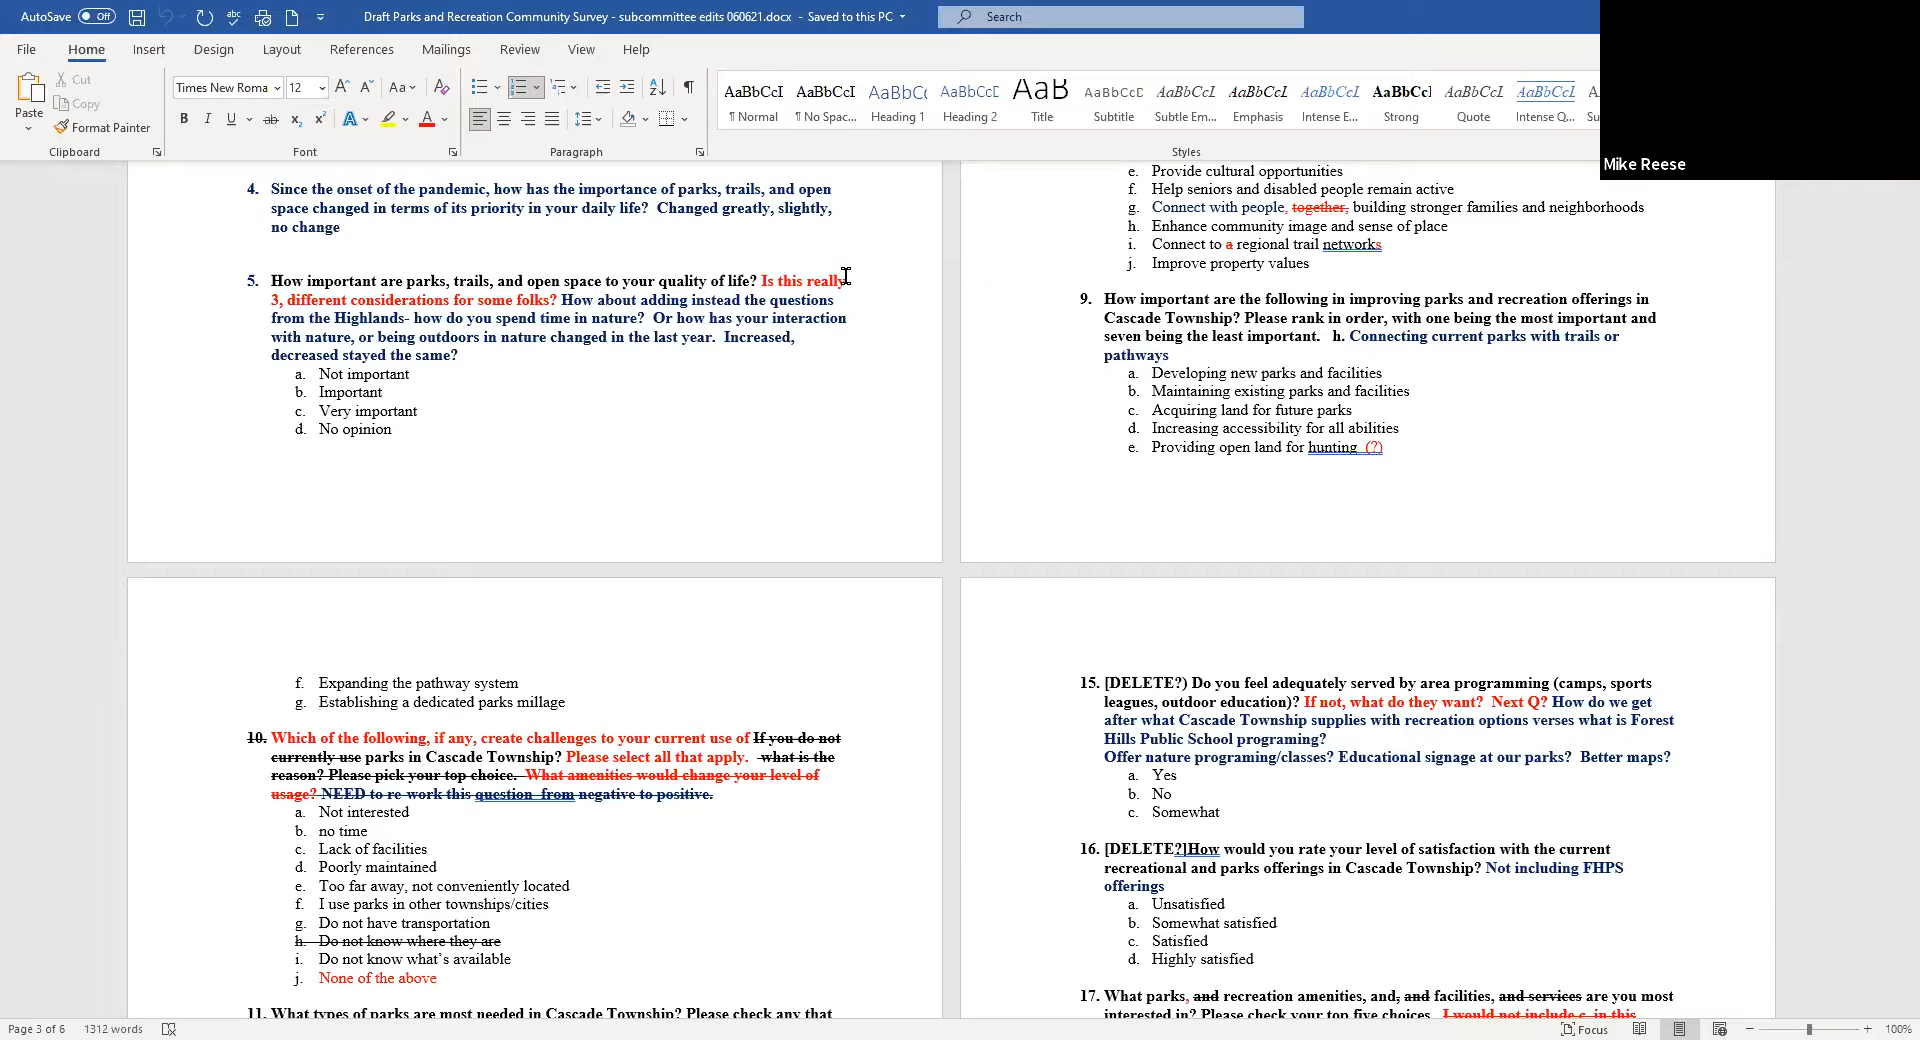 AutoSave Off
Draft Parks and Recreation Community Survey - subcommittee edits 060621.docx - Saved to this PC
Search
File Home Insert Design Layout References Mailings Review View Help
Paste
Cut
Copy
Format Painter
Times New Roma 12
AaBbCcI AaBbCcI AaBbCc AaBbCcD AaB AaBbCcD AaBbCcI AaBbCcI AaBbCcI AaBbCcI AaBbCcI AaBbCcI
¶ Normal ¶ No Spac... Heading 1 Heading 2 Title Subtitle Subtle Em... Emphasis Intense E... Strong Quote Intense Q...
Clipboard Font Paragraph Styles
Mike Reese
4. Since the onset of the pandemic, how has the importance of parks, trails, and open
space changed in terms of its priority in your daily life? Changed greatly, slightly,
no change
5. How important are parks, trails, and open space to your quality of life? Is this really
3, different considerations for some folks? How about adding instead the questions
from the Highlands- how do you spend time in nature? Or how has your interaction
with nature, or being outdoors in nature changed in the last year. Increased,
decreased stayed the same?
a. Not important
b. Important
c. Very important
d. No opinion
e. Provide cultural opportunities
f. Help seniors and disabled people remain active
g. Connect with people, together, building stronger families and neighborhoods
h. Enhance community image and sense of place
i. Connect to a regional trail networks
j. Improve property values
9. How important are the following in improving parks and recreation offerings in
Cascade Township? Please rank in order, with one being the most important and
seven being the least important. h. Connecting current parks with trails or
pathways
a. Developing new parks and facilities
b. Maintaining existing parks and facilities
c. Acquiring land for future parks
d. Increasing accessibility for all abilities
e. Providing open land for hunting (?)
f. Expanding the pathway system
g. Establishing a dedicated parks millage
10. Which of the following, if any, create challenges to your current use of If you do not
currently use parks in Cascade Township? Please select all that apply. what is the
reason? Please pick your top choice. What amenities would change your level of
usage? NEED to re-work this question from negative to positive.
a. Not interested
b. no time
c. Lack of facilities
d. Poorly maintained
e. Too far away, not conveniently located
f. I use parks in other townships/cities
g. Do not have transportation
h. Do not know where they are
i. Do not know what's available
j. None of the above
11. What types of parks are most needed in Cascade Township? Please check any that
15. [DELETE?) Do you feel adequately served by area programming (camps, sports
leagues, outdoor education)? If not, what do they want? Next Q? How do we get
after what Cascade Township supplies with recreation options verses what is Forest
Hills Public School programing?
Offer nature programing/classes? Educational signage at our parks? Better maps?
a. Yes
b. No
c. Somewhat
16. [DELETE?]How would you rate your level of satisfaction with the current
recreational and parks offerings in Cascade Township? Not including FHPS
offerings
a. Unsatisfied
b. Somewhat satisfied
c. Satisfied
d. Highly satisfied
17. What parks, and recreation amenities, and, and facilities, and services are you most
interested in? Please check your top five choices. I would not include c. in this
Page 3 of 6 1312 words
Focus
100%